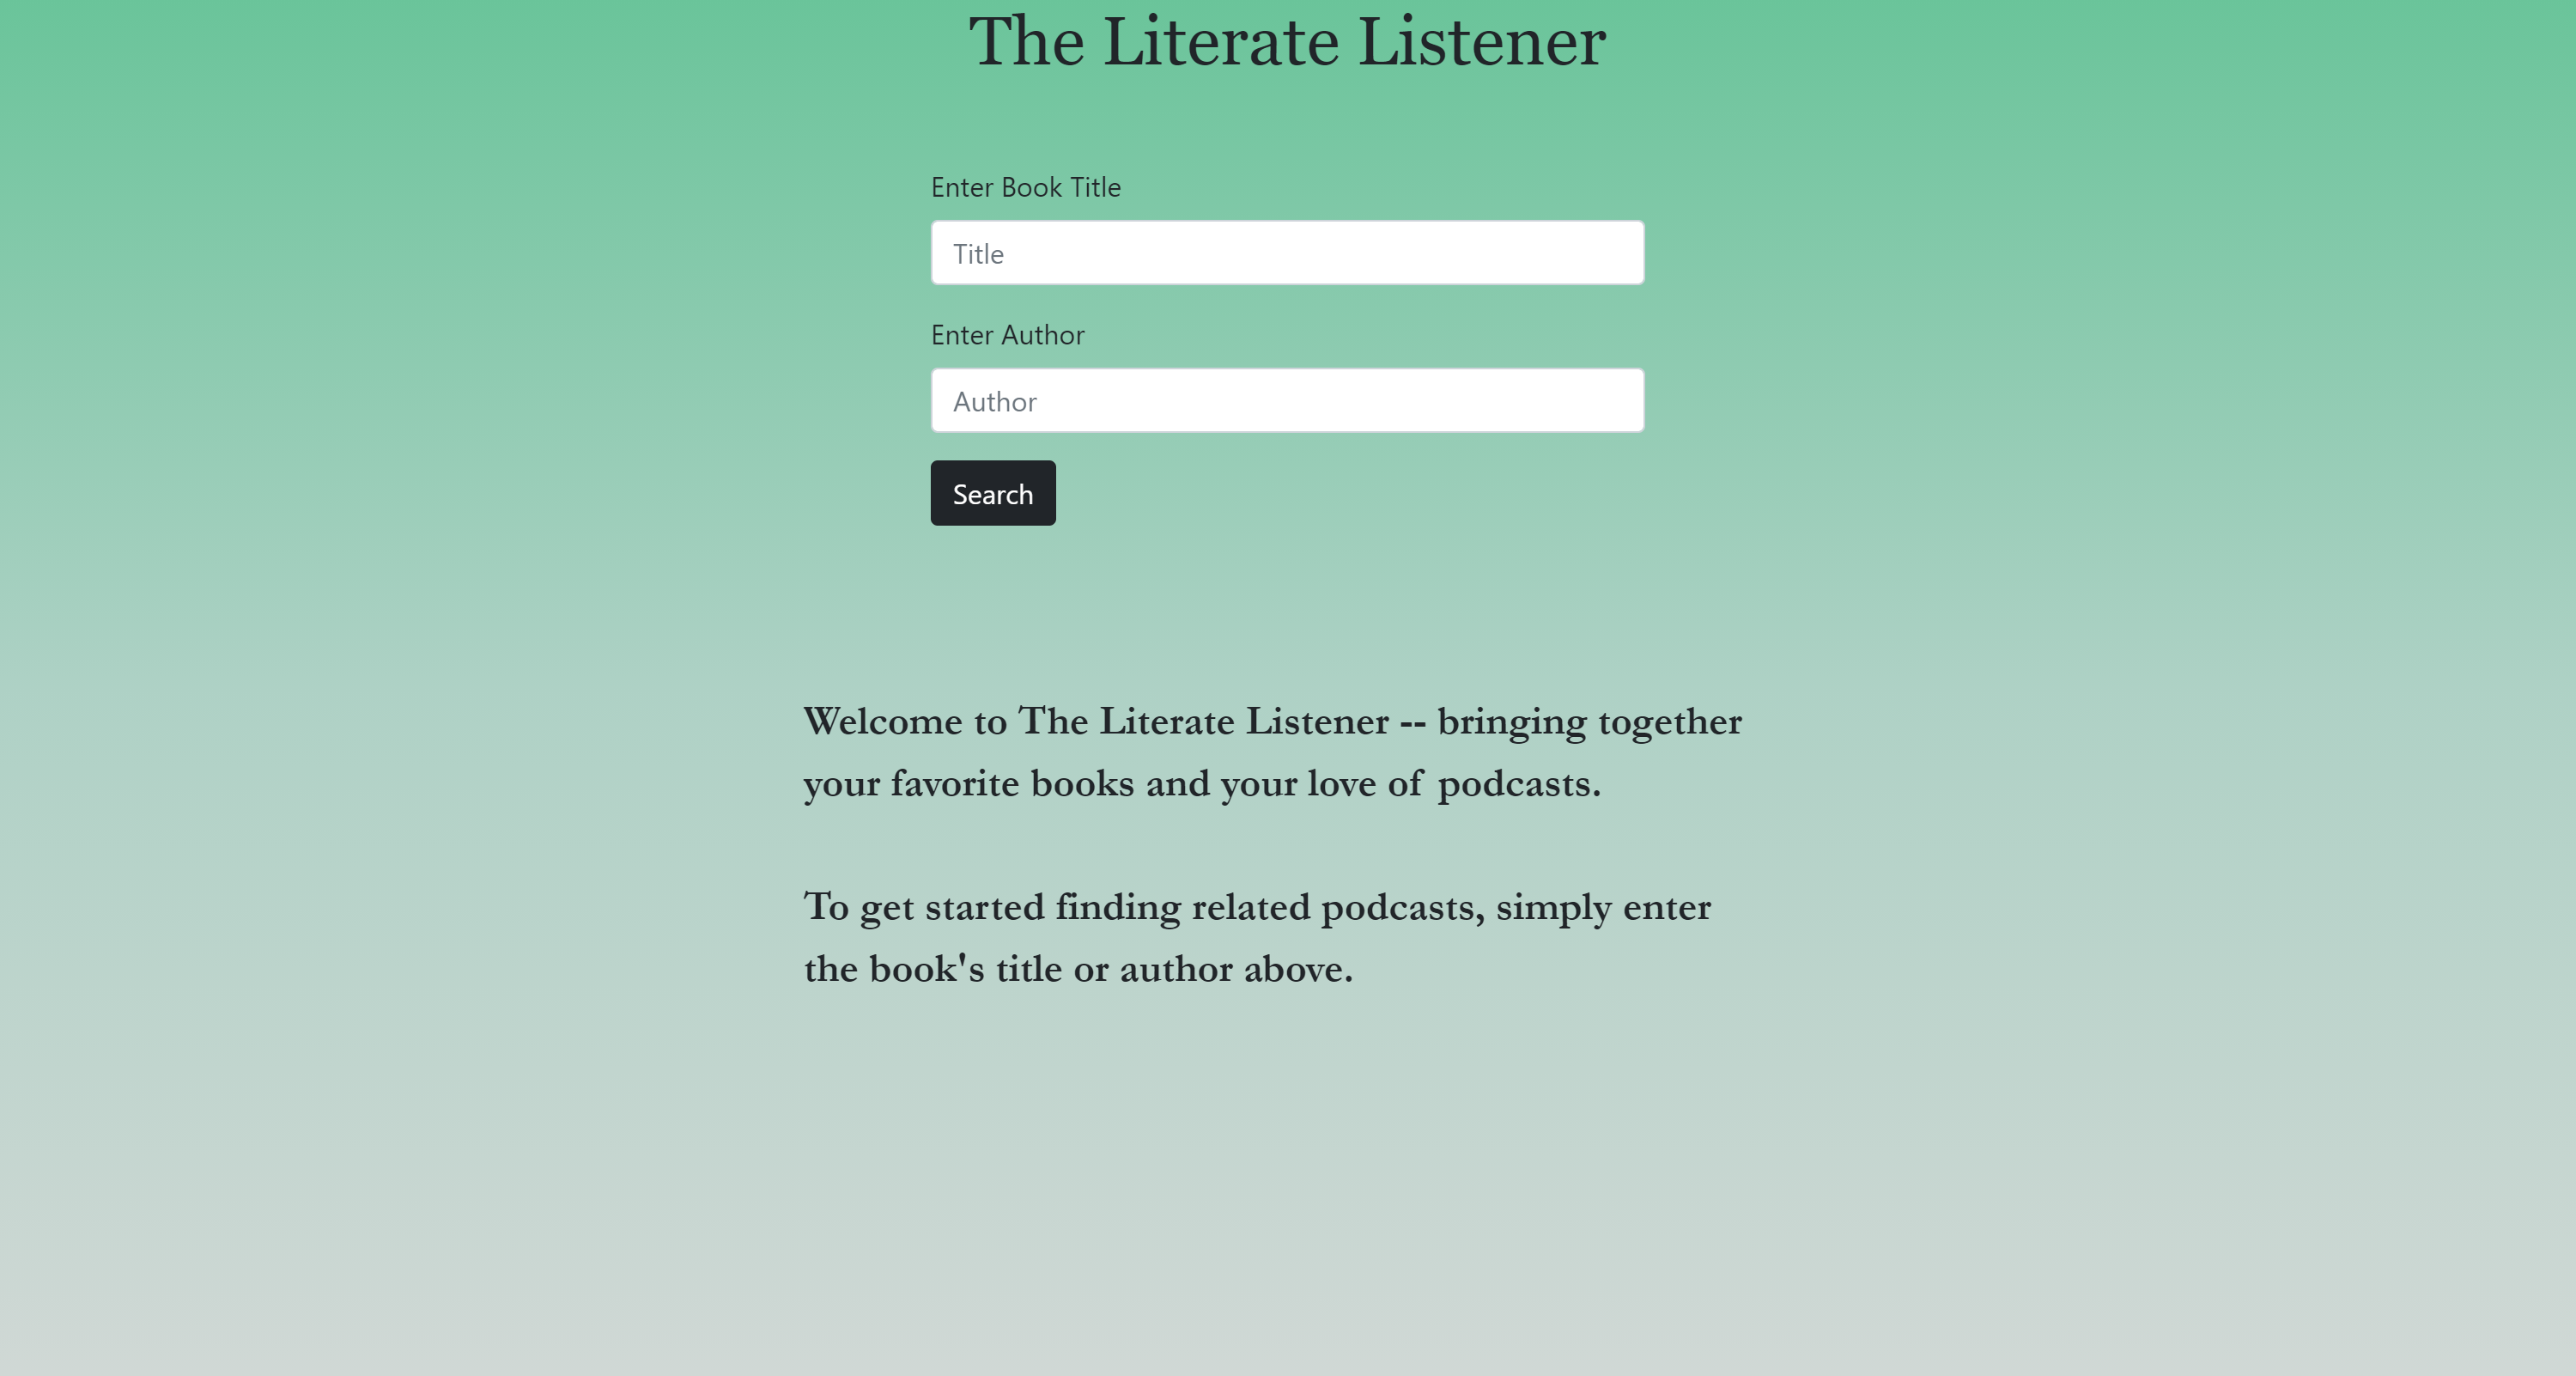 The Literate Listener
Enter Book Title
Title
Enter Author
Author
Search
Welcome to The Literate Listener -- bringing together
your favorite books and your love of podcasts.
To get started finding related podcasts, simply enter
the book's title or author above.